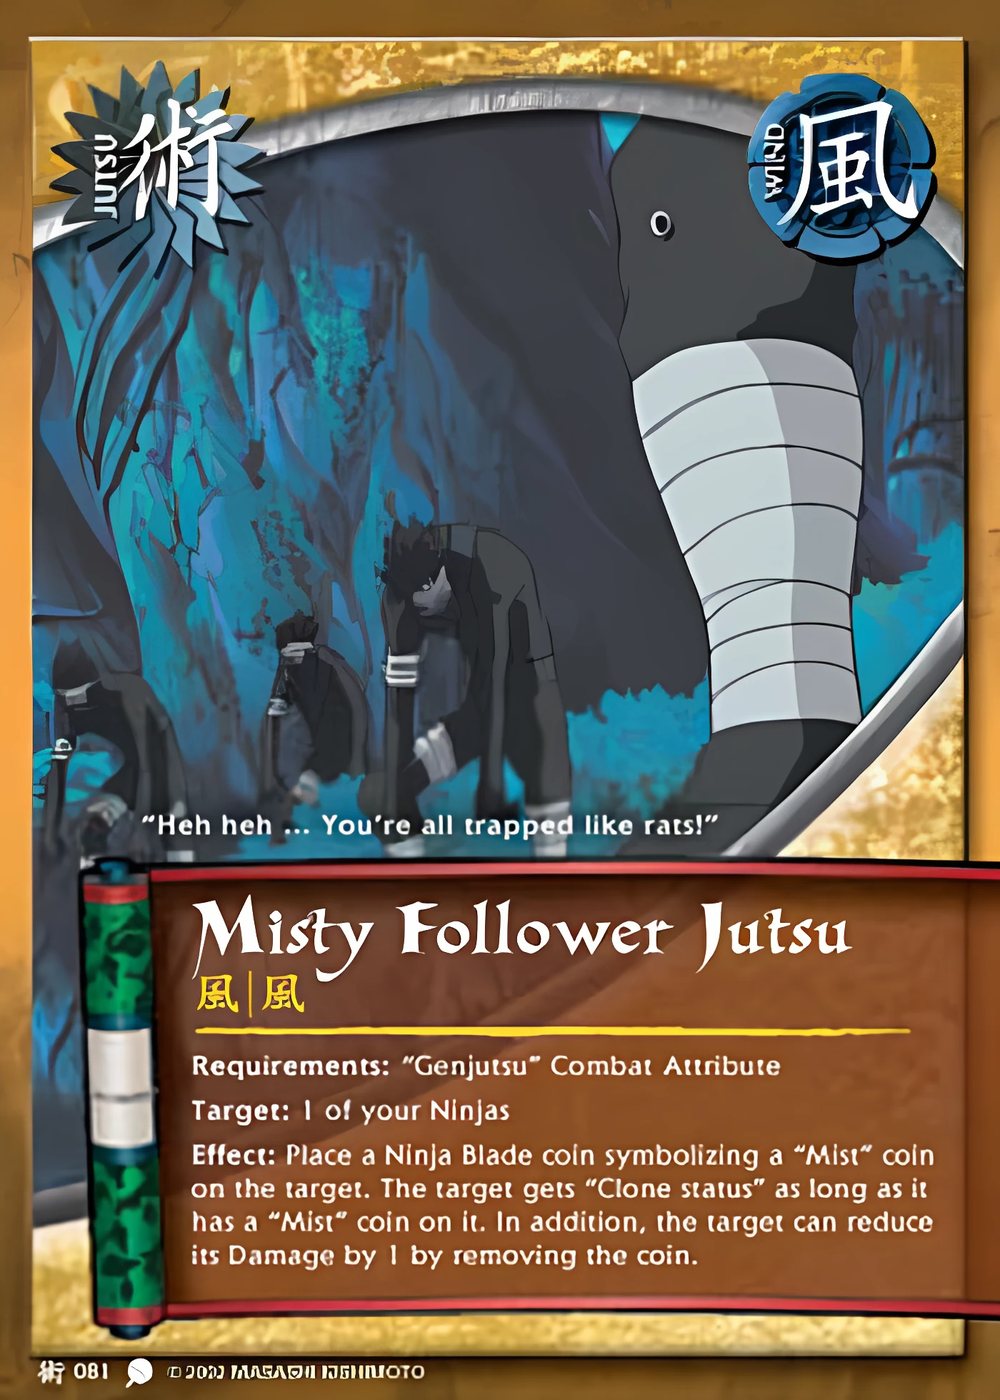 JUTSU 術
WIND 風
"Heh heh ... You're all trapped like rats!"
Misty Follower Jutsu
風|風
Requirements: "Genjutsu" Combat Attribute
Target: 1 of your Ninjas
Effect: Place a Ninja Blade coin symbolizing a "Mist" coin
on the target. The target gets "Clone status" as long as it
has a "Mist" coin on it. In addition, the target can reduce
its Damage by 1 by removing the coin.
術 081 © 2002 MASASHI KISHIMOTO